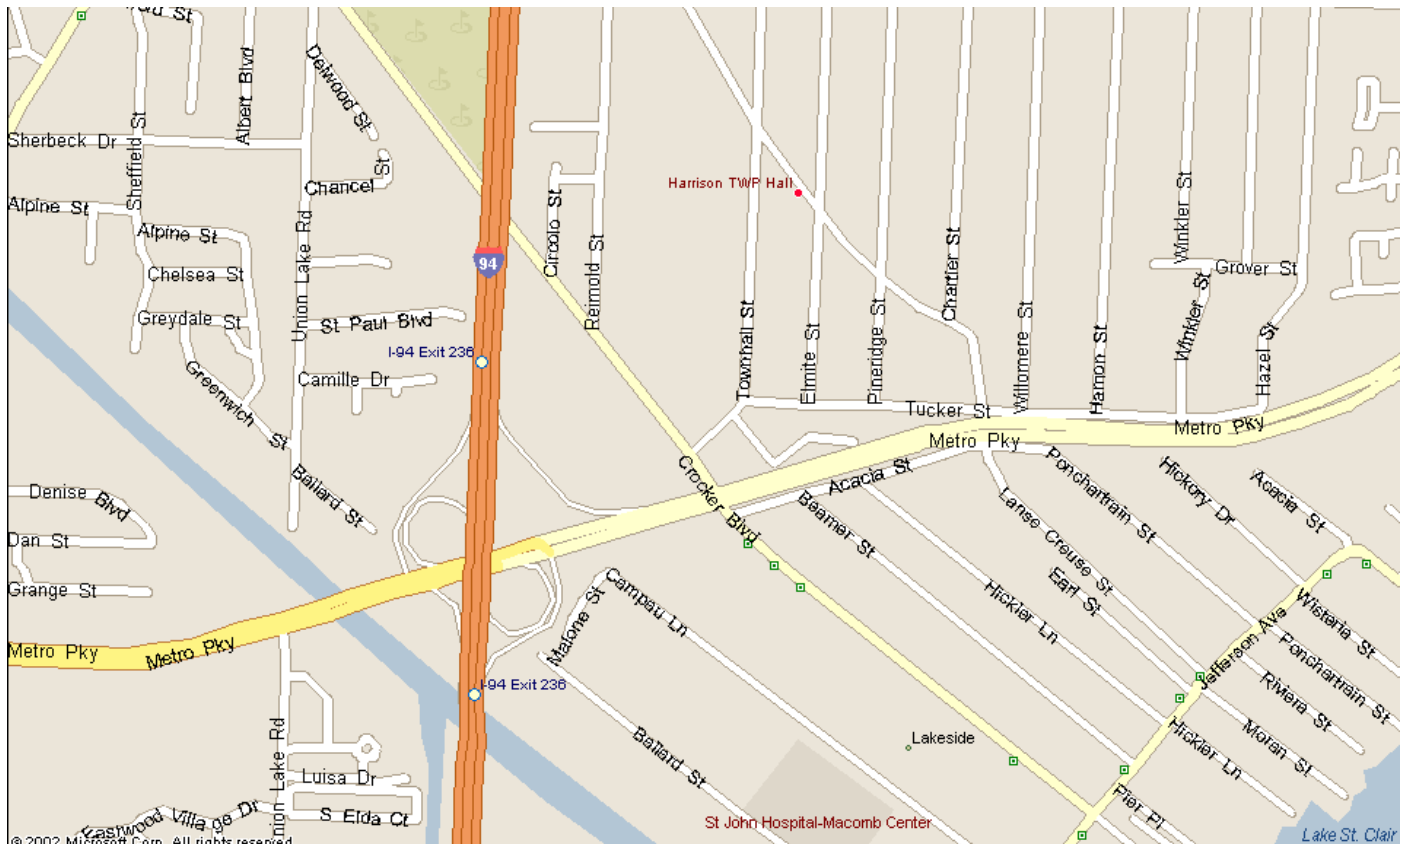 Albert Blvd
Delwood St
Sherbeck Dr
Sheffield St
Chancel St
Harrison TWP Hall
Alpine St
Alpine St
Union Lake Rd
Circolo St
Reimold St
Chartier St
Winkler St
94
Chelsea St
Grover St
Greydale St
St Paul Blvd
Townhall St
Elmite St
Pineridge St
Willomere St
Harnon St
Winkler St
Hazel St
I-94 Exit 236
Camille Dr
Greenwich St
Tucker St
Metro Pky
Metro Pky
Crocker Blvd
Acacia St
Ponchartrain St
Hickory Dr
Acacia St
Ballard St
Denise Blvd
Beamer St
Lanse Creuse St
Dan St
Earl St
Grange St
Malone St
Campau Ln
Hickler Ln
Wisteria St
Jefferson Ave
Ponchartrain St
Metro Pky
Metro Pky
I-94 Exit 236
Riviera St
Moran St
Hickler Ln
Union Lake Rd
Ballard St
Lakeside
Luisa Dr
Pier Pl
Eastwood Village Dr
S Elda Ct
St John Hospital-Macomb Center
Lake St. Clair
© 2002 Microsoft Corp. All rights reserved